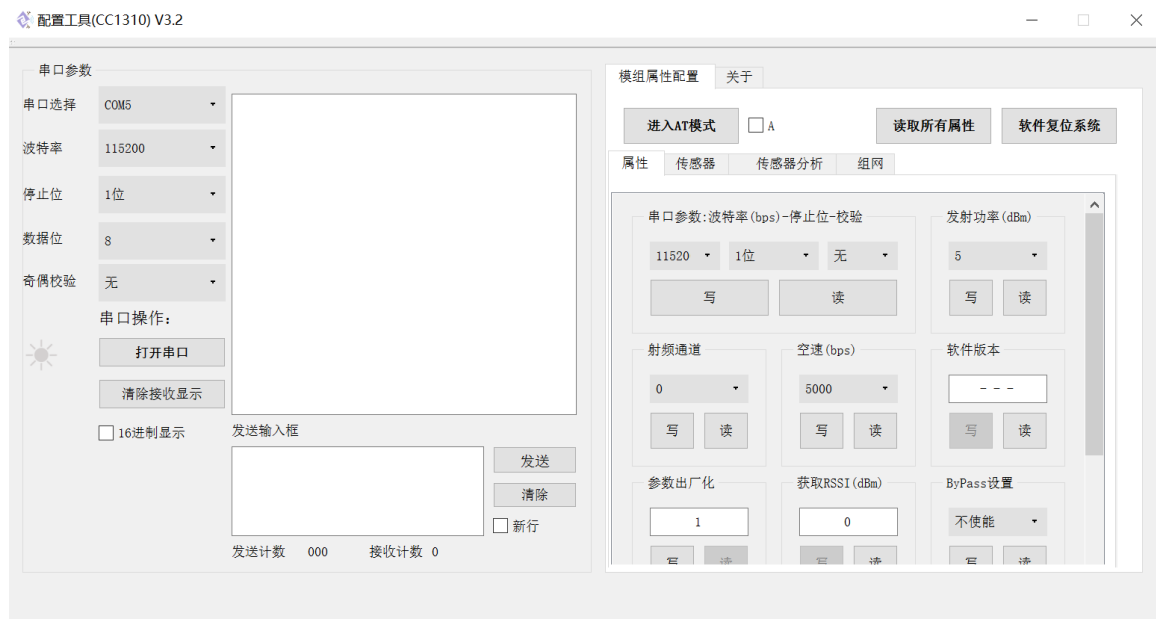 配置工具(CC1310) V3.2
串口参数
串口选择 COM5
波特率 115200
停止位 1位
数据位 8
奇偶校验 无
串口操作:
打开串口
清除接收显示
16进制显示
发送输入框
发送
清除
新行
发送计数 000 接收计数 0
模组属性配置 关于
进入AT模式 A 读取所有属性 软件复位系统
属性 传感器 传感器分析 组网
串口参数:波特率(bps)-停止位-校验 发射功率(dBm)
11520 1位 无 5
写 读 写 读
射频通道 空速(bps) 软件版本
0 5000 - - -
写 读 写 读 写 读
参数出厂化 获取RSSI(dBm) ByPass设置
1 0 不使能
写 读 写 读 写 读